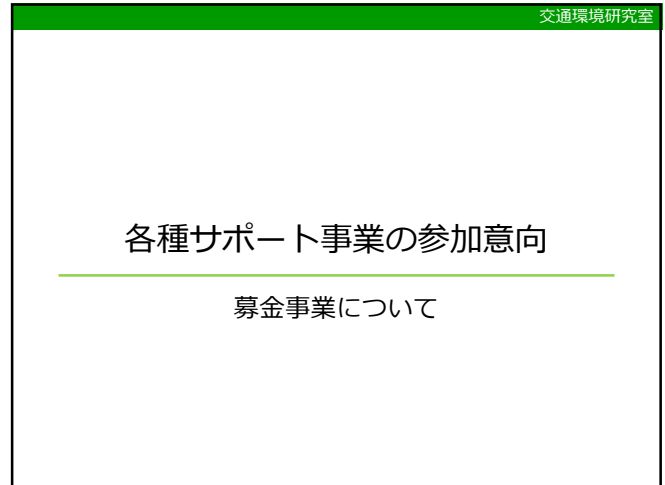 交通環境研究室
各種サポート事業の参加意向
募金事業について